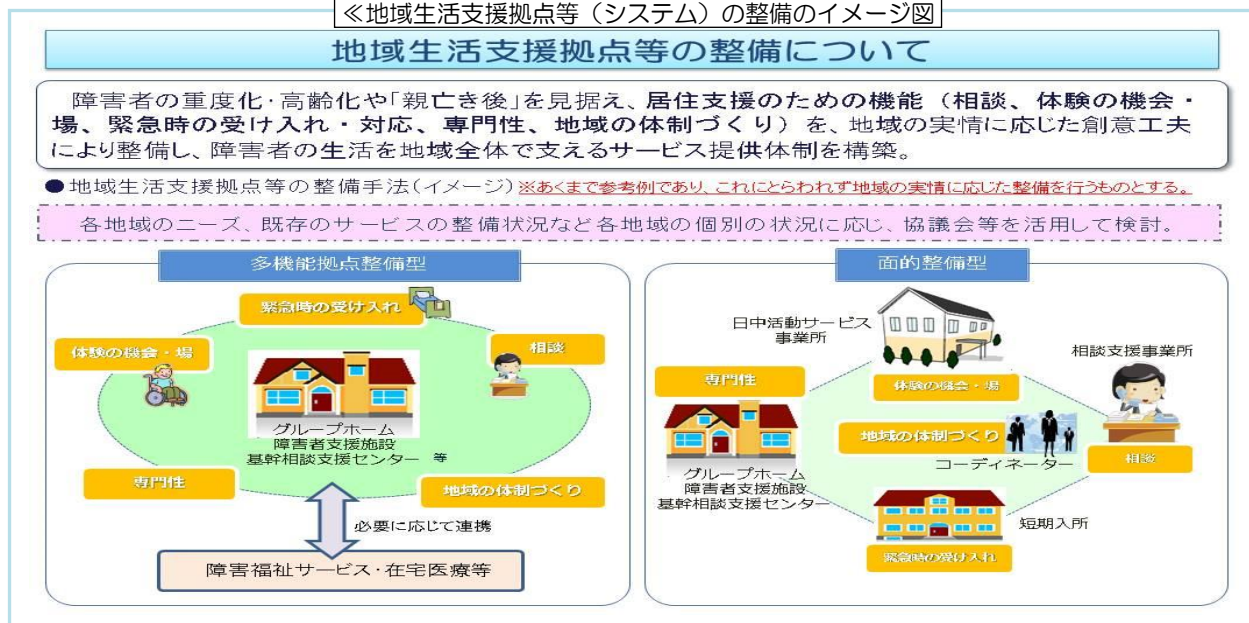 ≪地域生活支援拠点等（システム）の整備のイメージ図
地域生活支援拠点等の整備について
障害者の重度化・高齢化や「親亡き後」を見据え、居住支援のための機能（相談、体験の機会・
場、緊急時の受け入れ・対応、専門性、地域の体制づくり）を、地域の実情に応じた創意工夫
により整備し、障害者の生活を地域全体で支えるサービス提供体制を構築。
●地域生活支援拠点等の整備手法（イメージ）※あくまで参考例であり、これにとらわれず地域の実情に応じた整備を行うものとする。
各地域のニーズ、既存のサービスの整備状況など各地域の個別の状況に応じ、協議会等を活用して検討。
多機能拠点整備型
緊急時の受け入れ
体験の機会・場
相談
グループホーム
障害者支援施設
基幹相談支援センター 等
専門性
地域の体制づくり
必要に応じて連携
障害福祉サービス・在宅医療等
面的整備型
日中活動サービス
事業所
相談支援事業所
専門性
体験の機会・場
地域の体制づくり
コーディネーター
相談
グループホーム
障害者支援施設
基幹相談支援センター
短期入所
緊急時の受け入れ